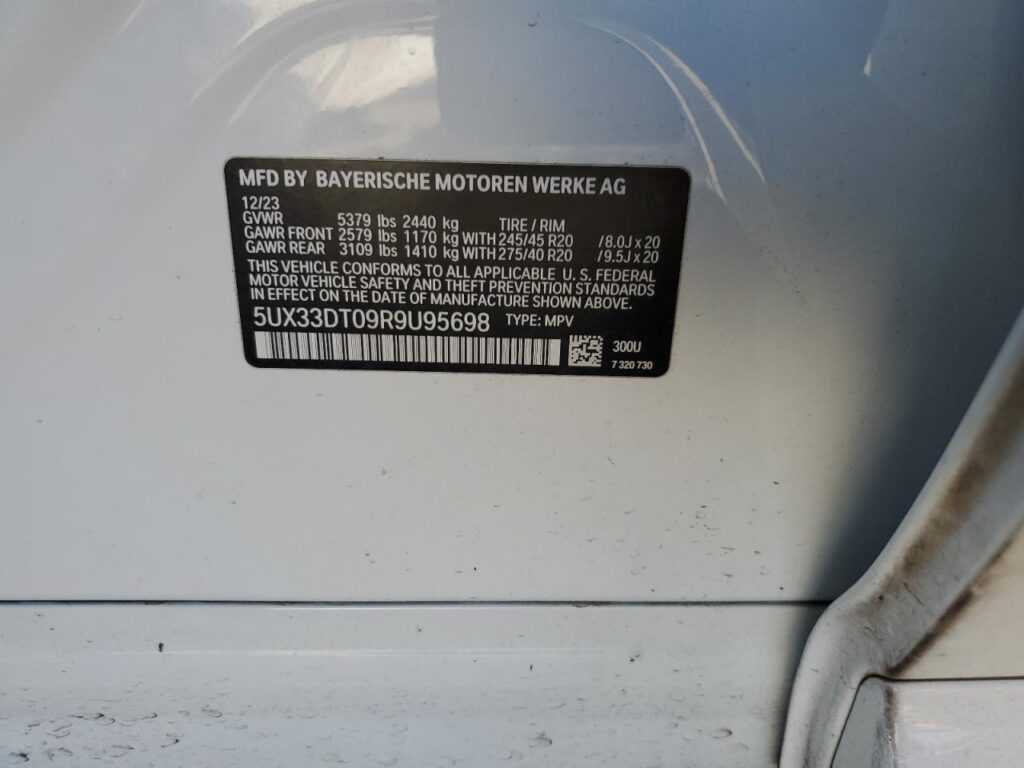 MFD BY BAYERISCHE MOTOREN WERKE AG
12/23
GVWR 5379 lbs 2440 kg TIRE / RIM
GAWR FRONT 2579 lbs 1170 kg WITH 245/45 R20 /8.0J x 20
GAWR REAR 3109 lbs 1410 kg WITH 275/40 R20 /9.5J x 20
THIS VEHICLE CONFORMS TO ALL APPLICABLE U. S. FEDERAL
MOTOR VEHICLE SAFETY AND THEFT PREVENTION STANDARDS
IN EFFECT ON THE DATE OF MANUFACTURE SHOWN ABOVE.
5UX33DT09R9U95698 TYPE: MPV
300U
7 320 730